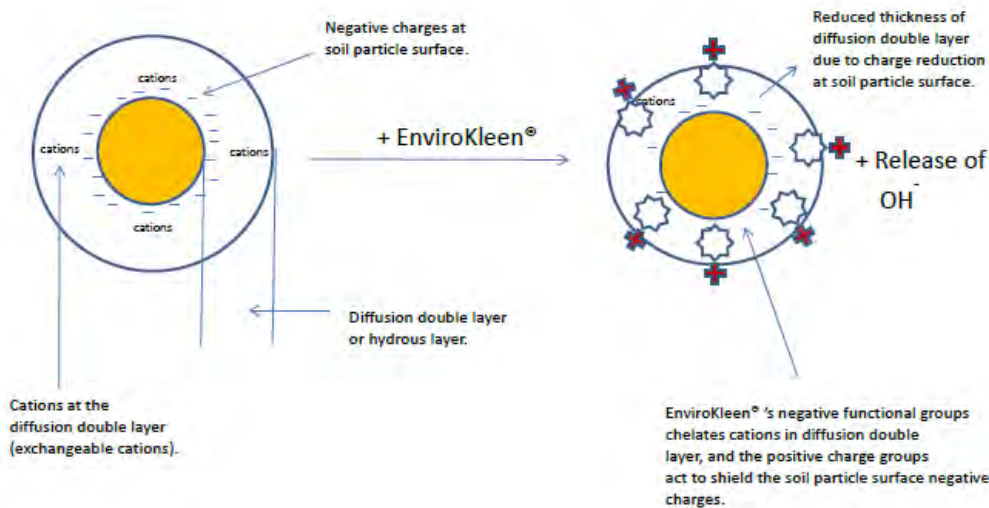 Negative charges at
soil particle surface.
cations
cations
cations
cations
+ EnviroKleen®
Diffusion double layer
or hydrous layer.
Cations at the
diffusion double layer
(exchangeable cations).
Reduced thickness of
diffusion double layer
due to charge reduction
at soil particle surface.
cations
+ Release of
OH⁻
EnviroKleen® 's negative functional groups
chelates cations in diffusion double
layer, and the positive charge groups
act to shield the soil particle surface negative
charges.